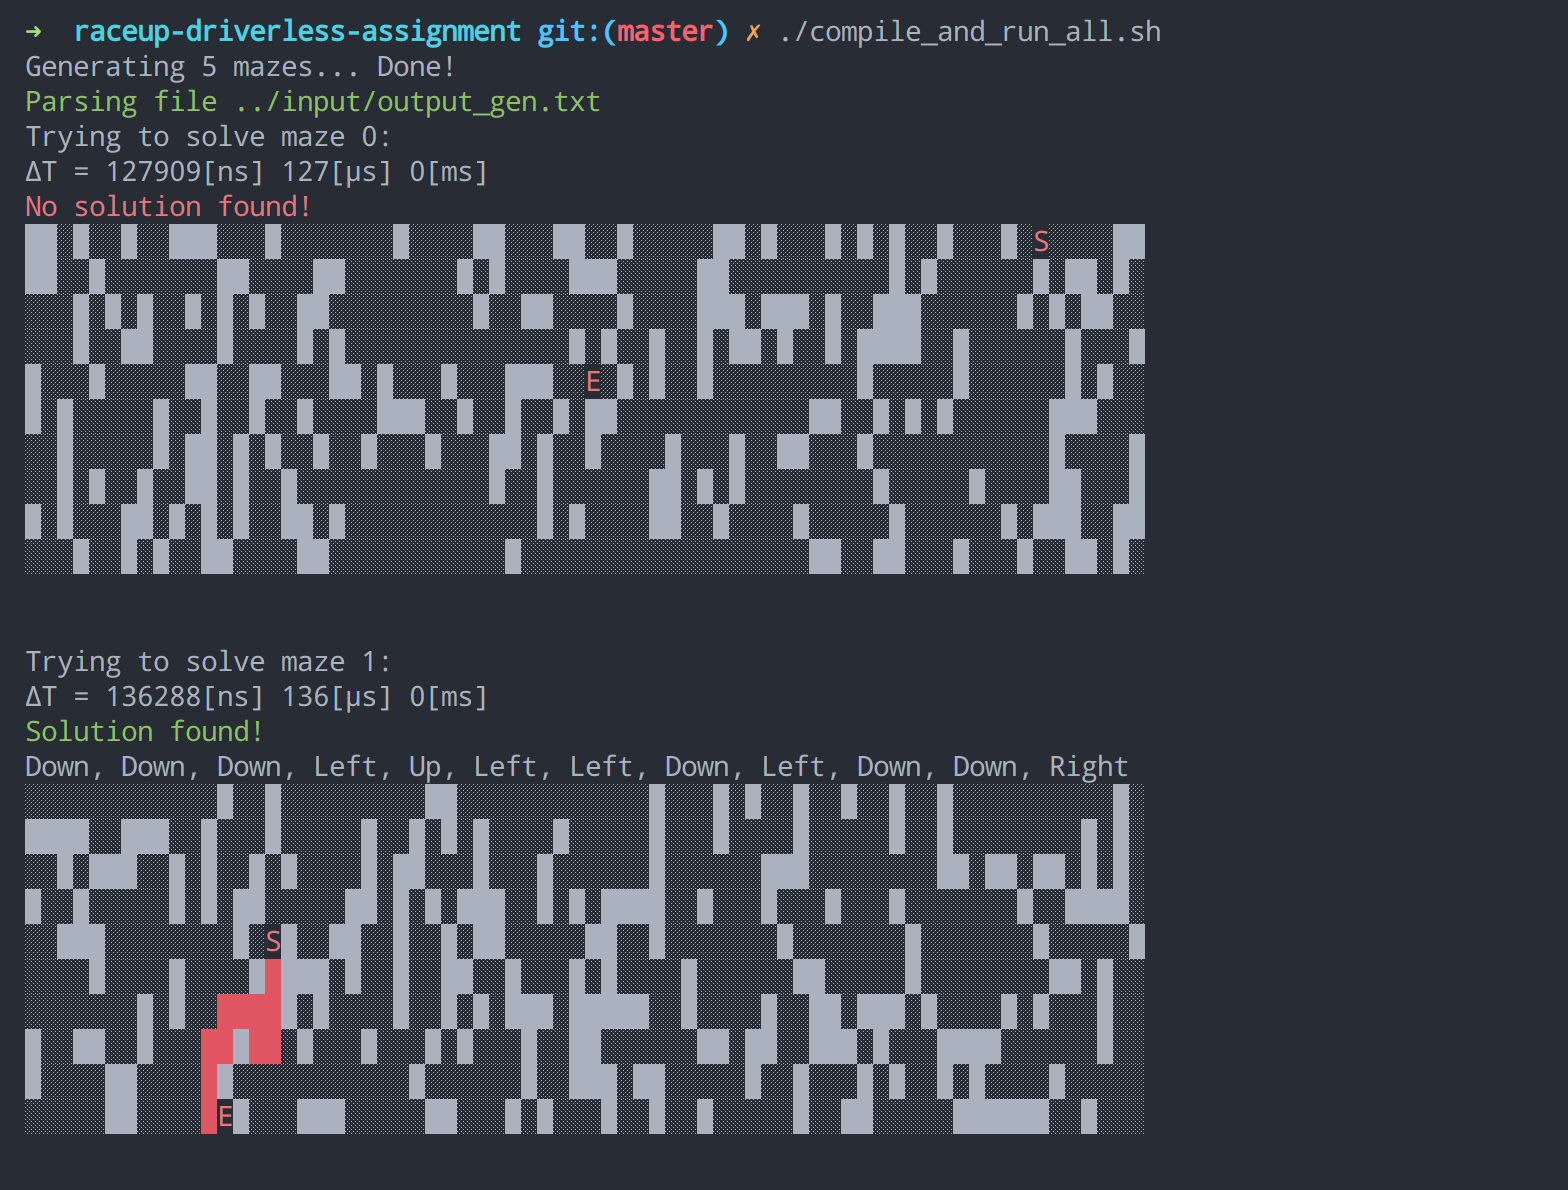 ➜  raceup-driverless-assignment git:(master) ✗ ./compile_and_run_all.sh
Generating 5 mazes... Done!
Parsing file ../input/output_gen.txt
Trying to solve maze 0:
ΔT = 127909[ns] 127[µs] 0[ms]
No solution found!
S
E
Trying to solve maze 1:
ΔT = 136288[ns] 136[µs] 0[ms]
Solution found!
Down, Down, Down, Left, Up, Left, Left, Down, Left, Down, Down, Right
S
E